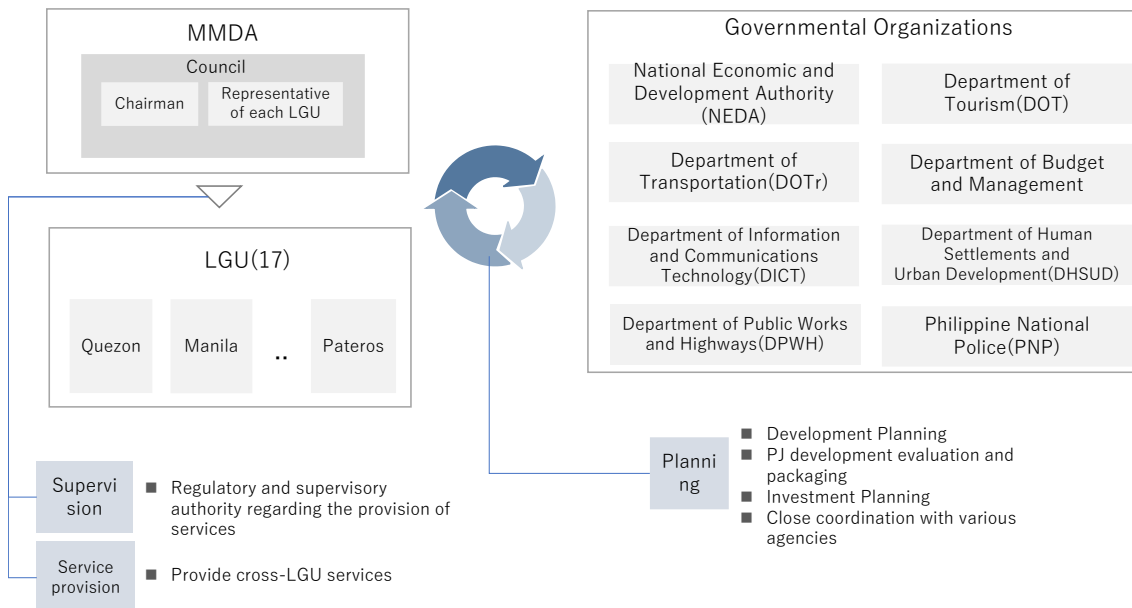 MMDA
Council
Chairman
Representative
of each LGU
LGU(17)
Quezon
Manila
..
Pateros
Governmental Organizations
National Economic and
Development Authority
(NEDA)
Department of
Tourism(DOT)
Department of
Transportation(DOTr)
Department of Budget
and Management
Department of Information
and Communications
Technology(DICT)
Department of Human
Settlements and
Urban Development(DHSUD)
Department of Public Works
and Highways(DPWH)
Philippine National
Police(PNP)
Supervi
sion
■ Regulatory and supervisory
authority regarding the provision of
services
Service
provision
■ Provide cross-LGU services
Planni
ng
■ Development Planning
■ PJ development evaluation and
packaging
■ Investment Planning
■ Close coordination with various
agencies